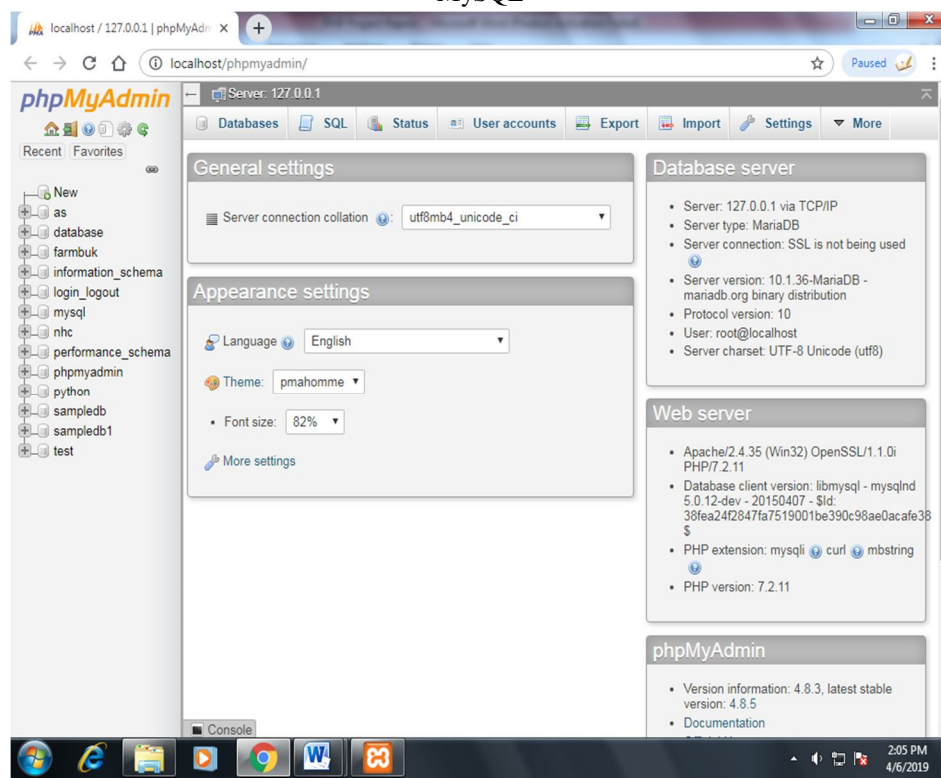 MySQL
localhost / 127.0.0.1 | phpMyAdm
localhost/phpmyadmin/
Paused
phpMyAdmin
Recent Favorites
New
as
database
farmbuk
information_schema
login_logout
mysql
nhc
performance_schema
phpmyadmin
python
sampledb
sampledb1
test
Server: 127.0.0.1
Databases SQL Status User accounts Export Import Settings More
General settings
Server connection collation : utf8mb4_unicode_ci
Appearance settings
Language English
Theme: pmahomme
• Font size: 82%
More settings
Database server
• Server: 127.0.0.1 via TCP/IP
• Server type: MariaDB
• Server connection: SSL is not being used
• Server version: 10.1.36-MariaDB -
mariadb.org binary distribution
• Protocol version: 10
• User: root@localhost
• Server charset: UTF-8 Unicode (utf8)
Web server
• Apache/2.4.35 (Win32) OpenSSL/1.1.0i
PHP/7.2.11
• Database client version: libmysql - mysqlnd
5.0.12-dev - 20150407 - $Id:
38fea24f2847fa7519001be390c98ae0acafe38
$
• PHP extension: mysqli curl mbstring
• PHP version: 7.2.11
phpMyAdmin
• Version information: 4.8.3, latest stable
version: 4.8.5
• Documentation
Console
2:05 PM
4/6/2019